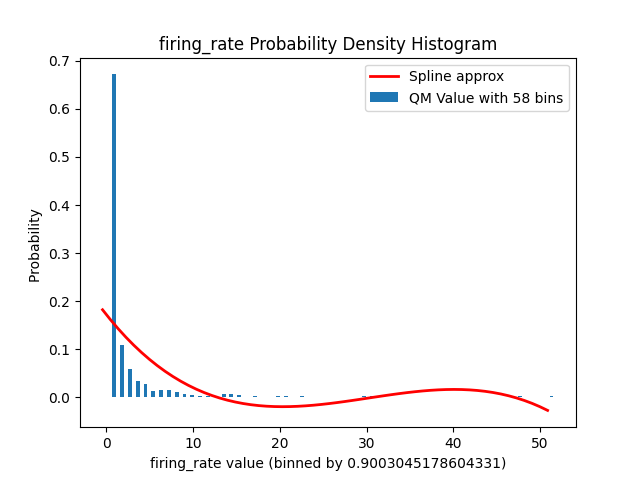 firing_rate Probability Density Histogram
Spline approx
QM Value with 58 bins
Probability
0.7
0.6
0.5
0.4
0.3
0.2
0.1
0.0
0 10 20 30 40 50
firing_rate value (binned by 0.9003045178604331)